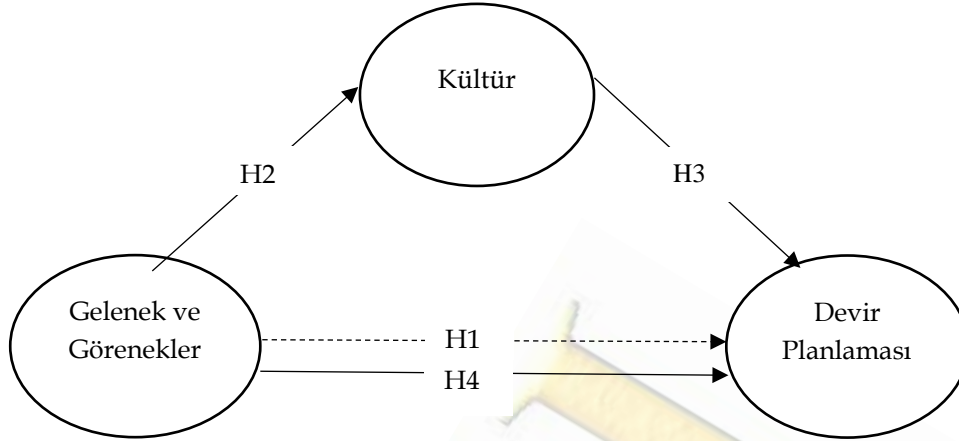 Kültür
H2
H3
Gelenek ve
Görenekler
H1
H4
Devir
Planlaması